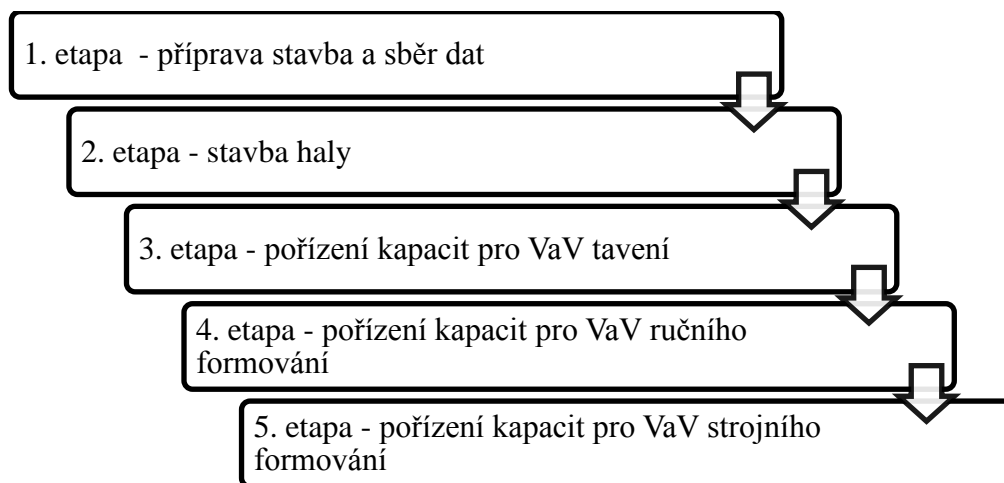 1. etapa  - příprava stavba a sběr dat
2. etapa - stavba haly
3. etapa - pořízení kapacit pro VaV tavení
4. etapa - pořízení kapacit pro VaV ručního
formování
5. etapa - pořízení kapacit pro VaV strojního
formování